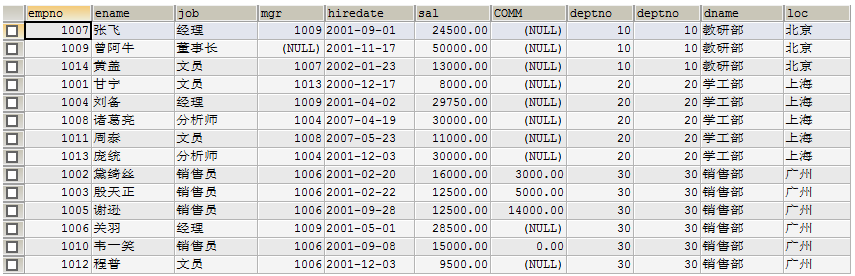 empno ename job mgr hiredate sal COMM deptno deptno dname loc
1007 张飞 经理 1009 2001-09-01 24500.00 (NULL) 10 10 教研部 北京
1009 曾阿牛 董事长 (NULL) 2001-11-17 50000.00 (NULL) 10 10 教研部 北京
1014 黄盖 文员 1007 2002-01-23 13000.00 (NULL) 10 10 教研部 北京
1001 甘宁 文员 1013 2000-12-17 8000.00 (NULL) 20 20 学工部 上海
1004 刘备 经理 1009 2001-04-02 29750.00 (NULL) 20 20 学工部 上海
1008 诸葛亮 分析师 1004 2007-04-19 30000.00 (NULL) 20 20 学工部 上海
1011 周泰 文员 1008 2007-05-23 11000.00 (NULL) 20 20 学工部 上海
1013 庞统 分析师 1004 2001-12-03 30000.00 (NULL) 20 20 学工部 上海
1002 黛绮丝 销售员 1006 2001-02-20 16000.00 3000.00 30 30 销售部 广州
1003 殷天正 销售员 1006 2001-02-22 12500.00 5000.00 30 30 销售部 广州
1005 谢逊 销售员 1006 2001-09-28 12500.00 14000.00 30 30 销售部 广州
1006 关羽 经理 1009 2001-05-01 28500.00 (NULL) 30 30 销售部 广州
1010 韦一笑 销售员 1006 2001-09-08 15000.00 0.00 30 30 销售部 广州
1012 程普 文员 1006 2001-12-03 9500.00 (NULL) 30 30 销售部 广州